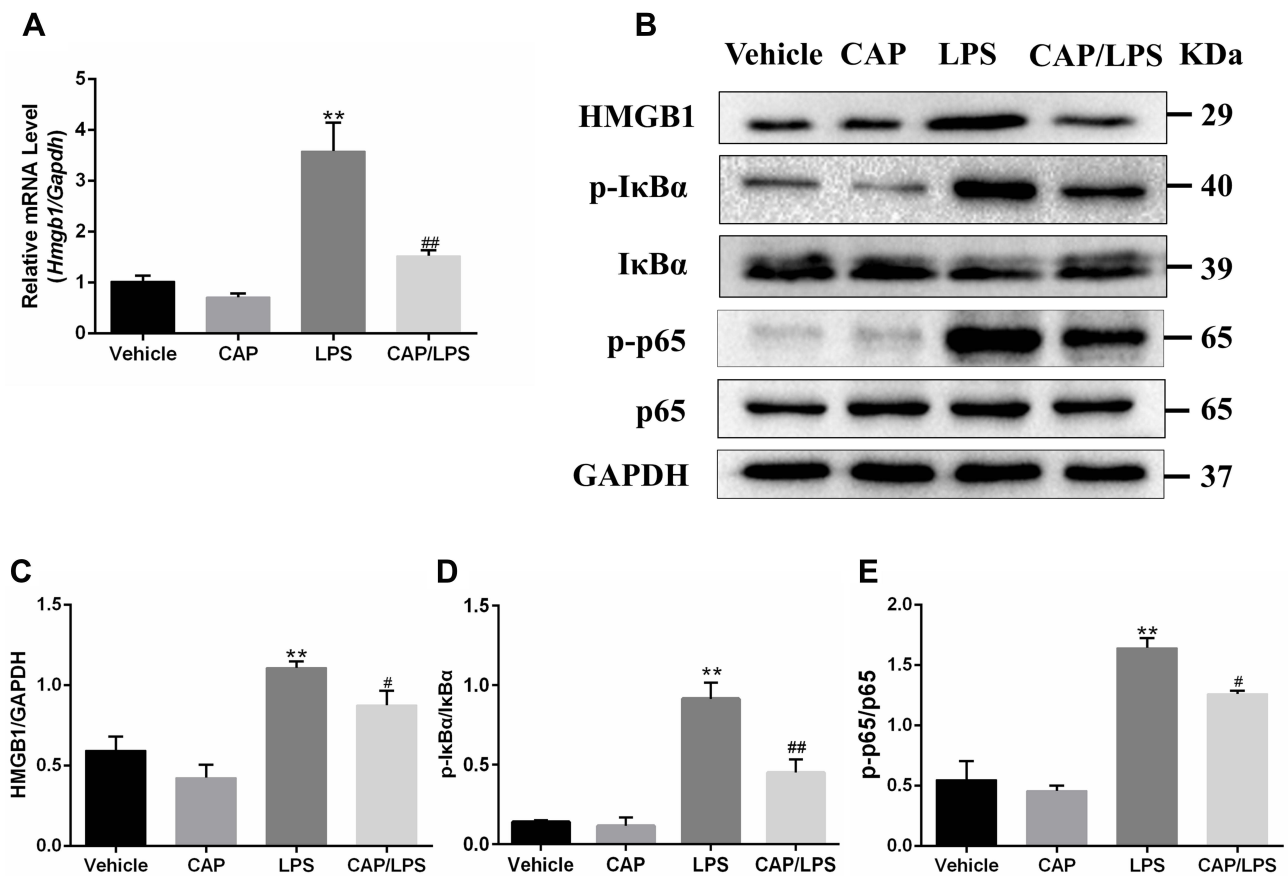 A
Relative mRNA Level
(Hmgb1/Gapdh)
5
4
3
2
1
0
**
##
Vehicle CAP LPS CAP/LPS
B
Vehicle CAP LPS CAP/LPS KDa
HMGB1 29
p-IκBα 40
IκBα 39
p-p65 65
p65 65
GAPDH 37
C
HMGB1/GAPDH
1.5
1.0
0.5
0.0
**
#
Vehicle CAP LPS CAP/LPS
D
p-IκBα/IκBα
1.5
1.0
0.5
0.0
**
##
Vehicle CAP LPS CAP/LPS
E
p-p65/p65
2.0
1.5
1.0
0.5
0.0
**
#
Vehicle CAP LPS CAP/LPS